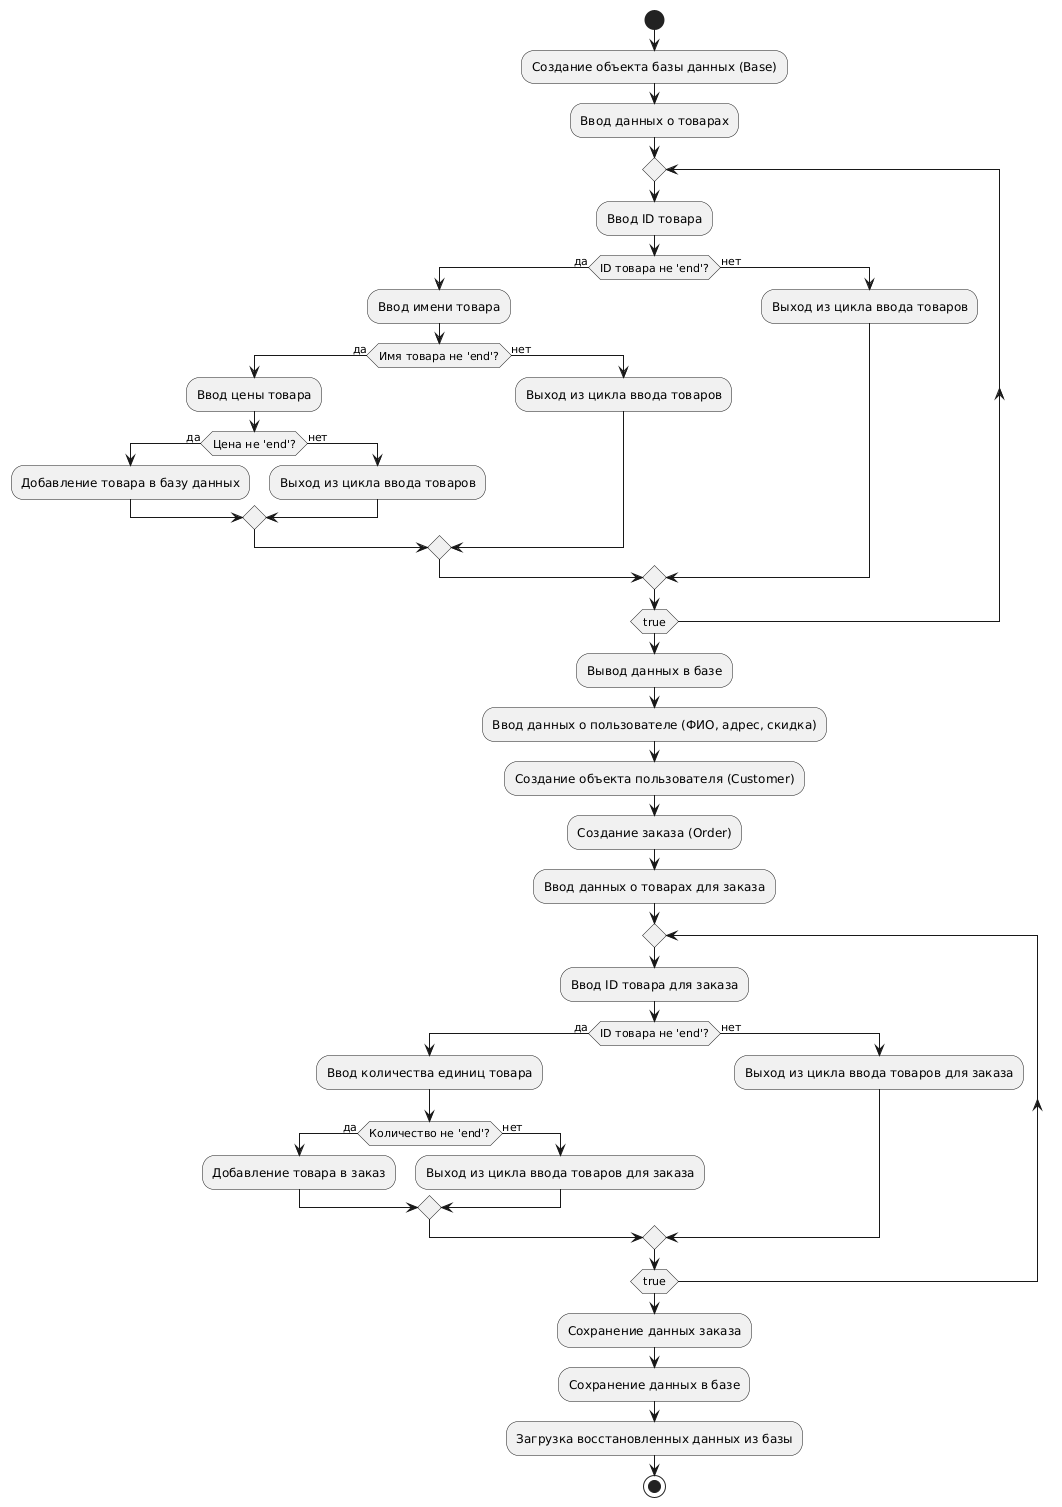 Создание объекта базы данных (Base)
Ввод данных о товарах
Ввод ID товара
да
ID товара не 'end'?
нет
Ввод имени товара
Выход из цикла ввода товаров
да
Имя товара не 'end'?
нет
Ввод цены товара
Выход из цикла ввода товаров
да
Цена не 'end'?
нет
Добавление товара в базу данных
Выход из цикла ввода товаров
true
Вывод данных в базе
Ввод данных о пользователе (ФИО, адрес, скидка)
Создание объекта пользователя (Customer)
Создание заказа (Order)
Ввод данных о товарах для заказа
Ввод ID товара для заказа
да
ID товара не 'end'?
нет
Ввод количества единиц товара
Выход из цикла ввода товаров для заказа
да
Количество не 'end'?
нет
Добавление товара в заказ
Выход из цикла ввода товаров для заказа
true
Сохранение данных заказа
Сохранение данных в базе
Загрузка восстановленных данных из базы